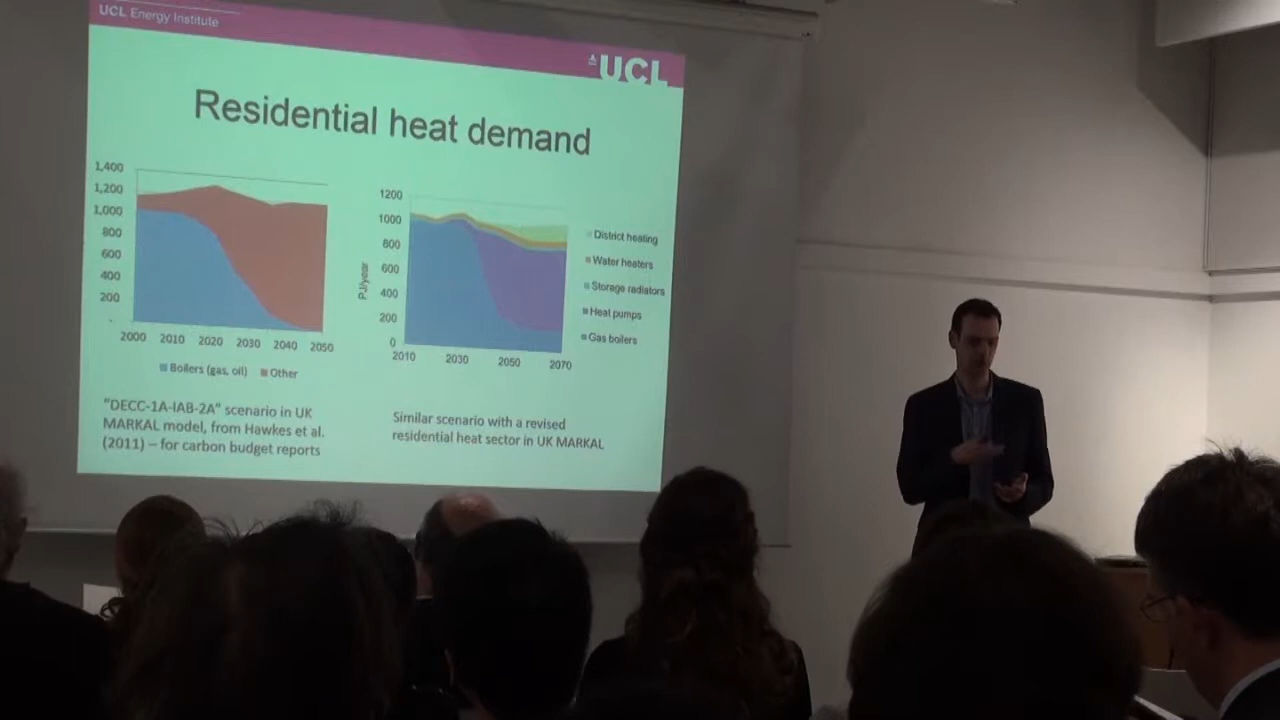 UCL Energy Institute
UCL
Residential heat demand
1,400
1,200
1,000
800
600
400
200
-
2000 2010 2020 2030 2040 2050
Boilers (gas, oil) Other
"DECC-1A-IAB-2A" scenario in UK
MARKAL model, from Hawkes et al.
(2011) – for carbon budget reports
1200
1000
800
600
400
200
0
PJ/year
2010 2030 2050 2070
District heating
Water heaters
Storage radiators
Heat pumps
Gas boilers
Similar scenario with a revised
residential heat sector in UK MARKAL